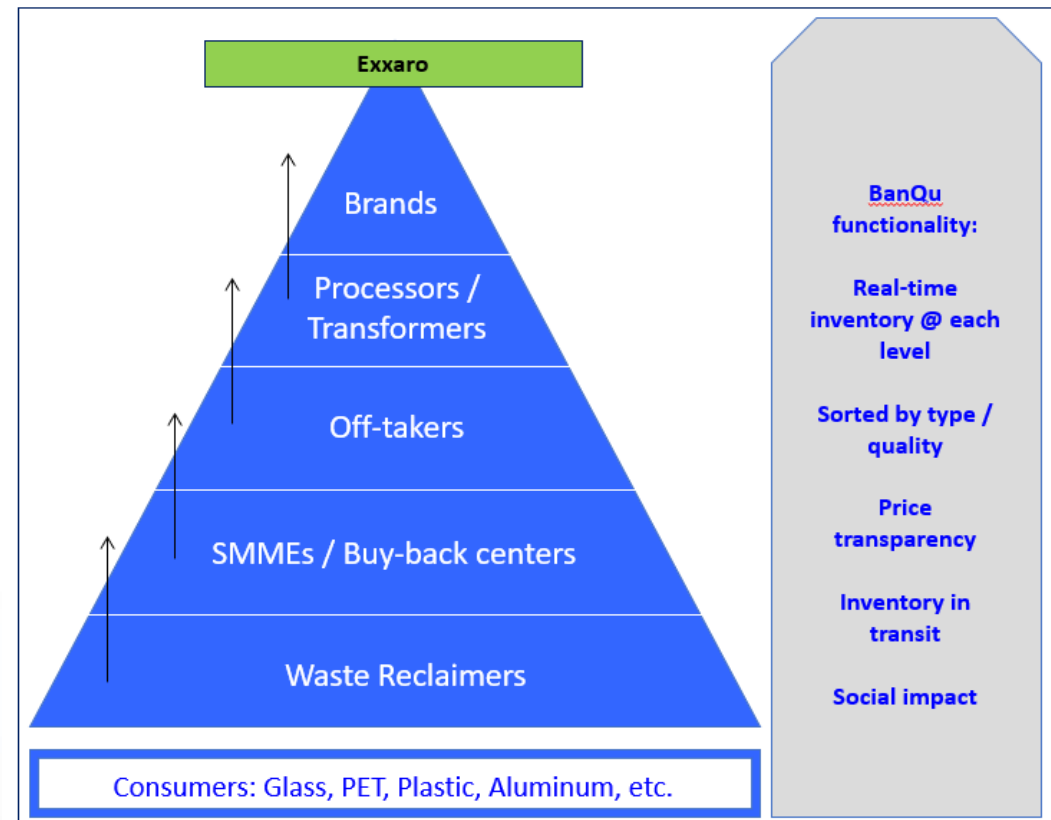 Exxaro
Brands
Processors /
Transformers
Off-takers
SMMEs / Buy-back centers
Waste Reclaimers
Consumers: Glass, PET, Plastic, Aluminum, etc.
BanQu
functionality:
Real-time
inventory @ each
level
Sorted by type /
quality
Price
transparency
Inventory in
transit
Social impact